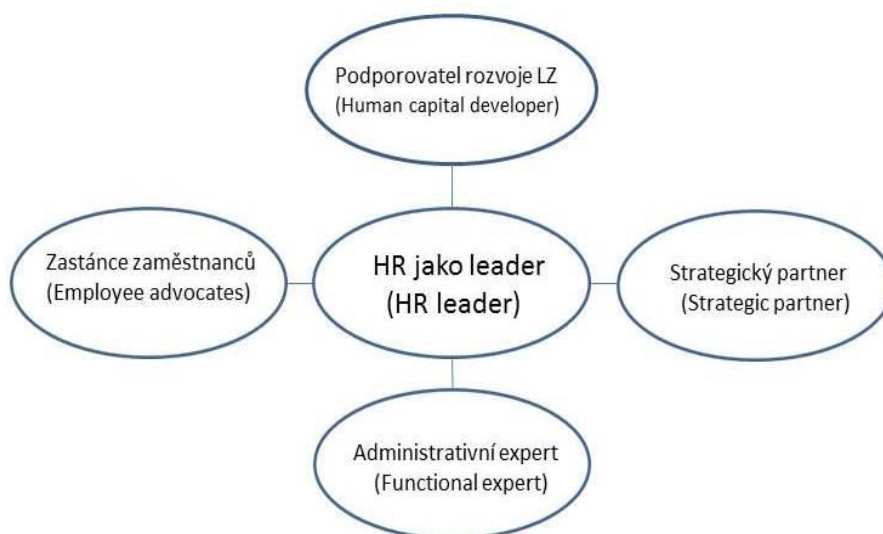 Podporovatel rozvoje LZ
(Human capital developer)
Zastánce zaměstnanců
(Employee advocates)
HR jako leader
(HR leader)
Strategický partner
(Strategic partner)
Administrativní expert
(Functional expert)